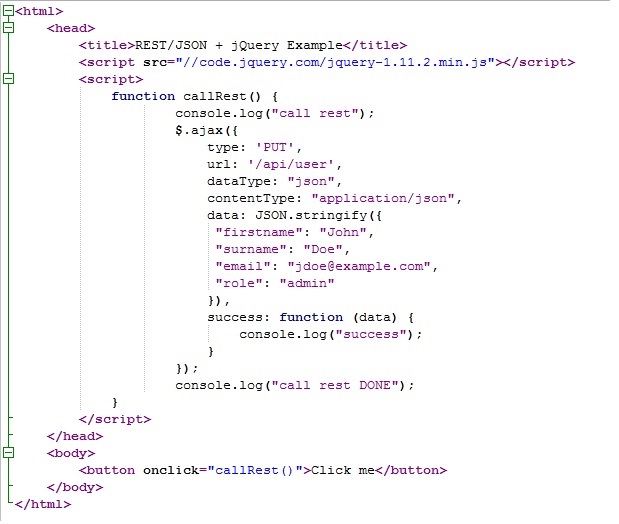 <html>
<head>
<title>REST/JSON + jQuery Example</title>
<script src="//code.jquery.com/jquery-1.11.2.min.js"></script>
<script>
function callRest() {
console.log("call rest");
$.ajax({
type: 'PUT',
url: '/api/user',
dataType: "json",
contentType: "application/json",
data: JSON.stringify({
"firstname": "John",
"surname": "Doe",
"email": "jdoe@example.com",
"role": "admin"
}),
success: function (data) {
console.log("success");
}
});
console.log("call rest DONE");
}
</script>
</head>
<body>
<button onclick="callRest()">Click me</button>
</body>
</html>